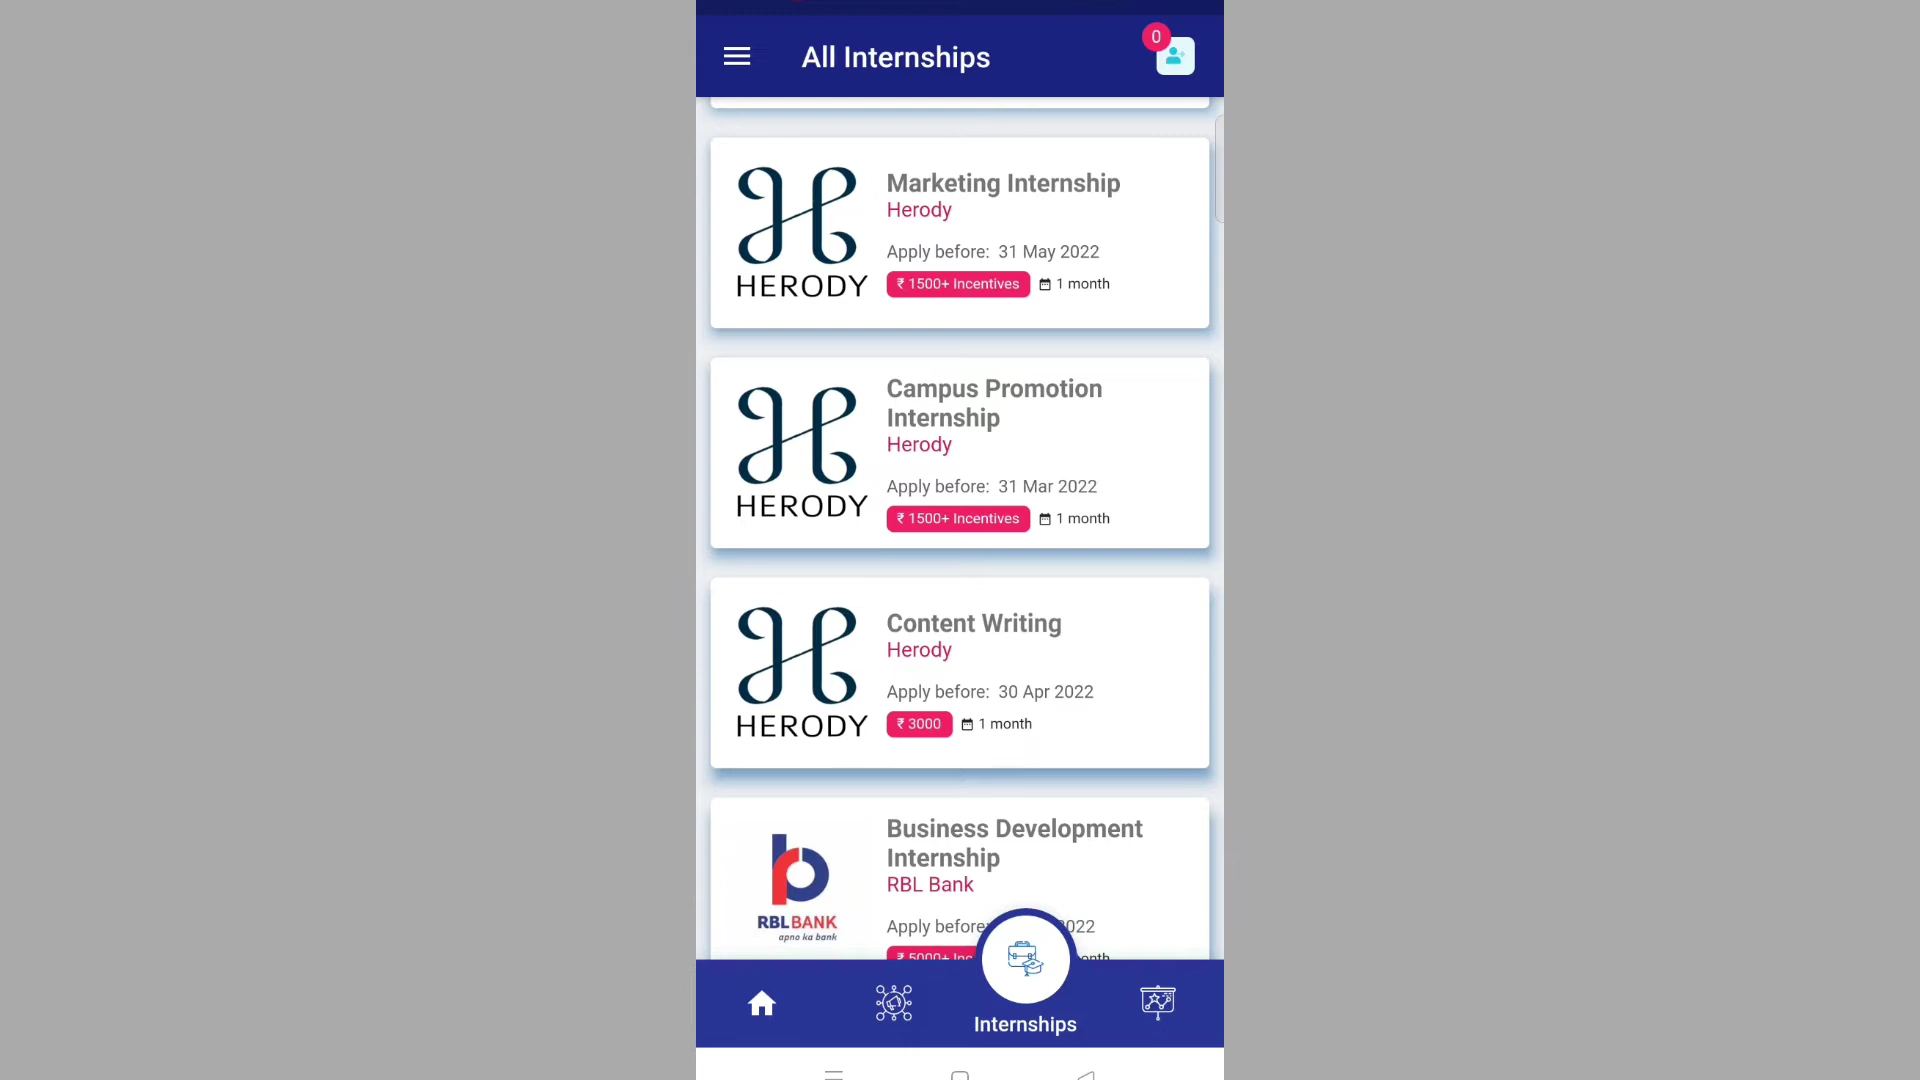 All Internships
0
Marketing Internship
Herody
Apply before: 31 May 2022
₹ 1500+ Incentives 1 month
HERODY
Campus Promotion
Internship
Herody
Apply before: 31 Mar 2022
₹ 1500+ Incentives 1 month
HERODY
Content Writing
Herody
Apply before: 30 Apr 2022
₹ 3000 1 month
HERODY
Business Development
Internship
RBL Bank
RBL BANK
apno ka bank
Apply before:
₹ 5000+
Internships